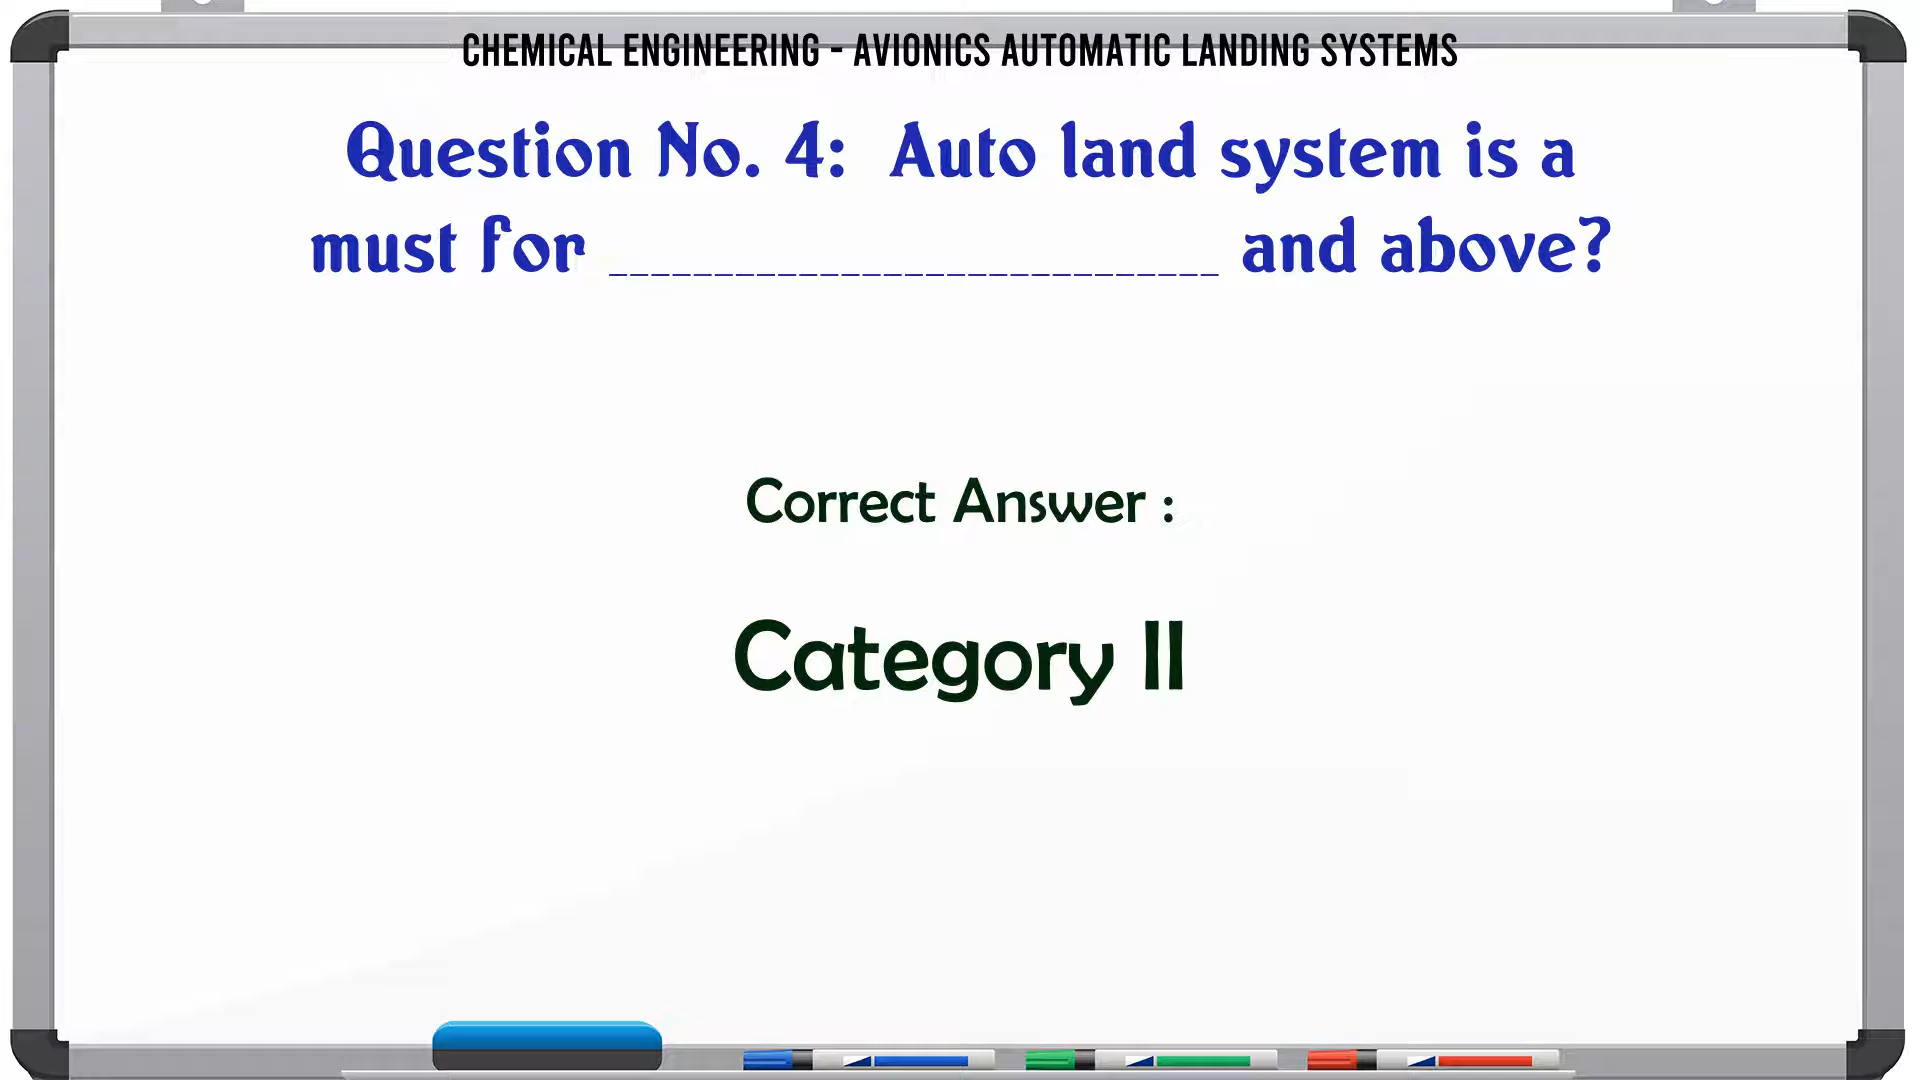 CHEMICAL ENGINEERING - AVIONICS AUTOMATIC LANDING SYSTEMS
Question No. 4: Auto land system is a
must for _____________________________ and above?
Correct Answer :
Category II